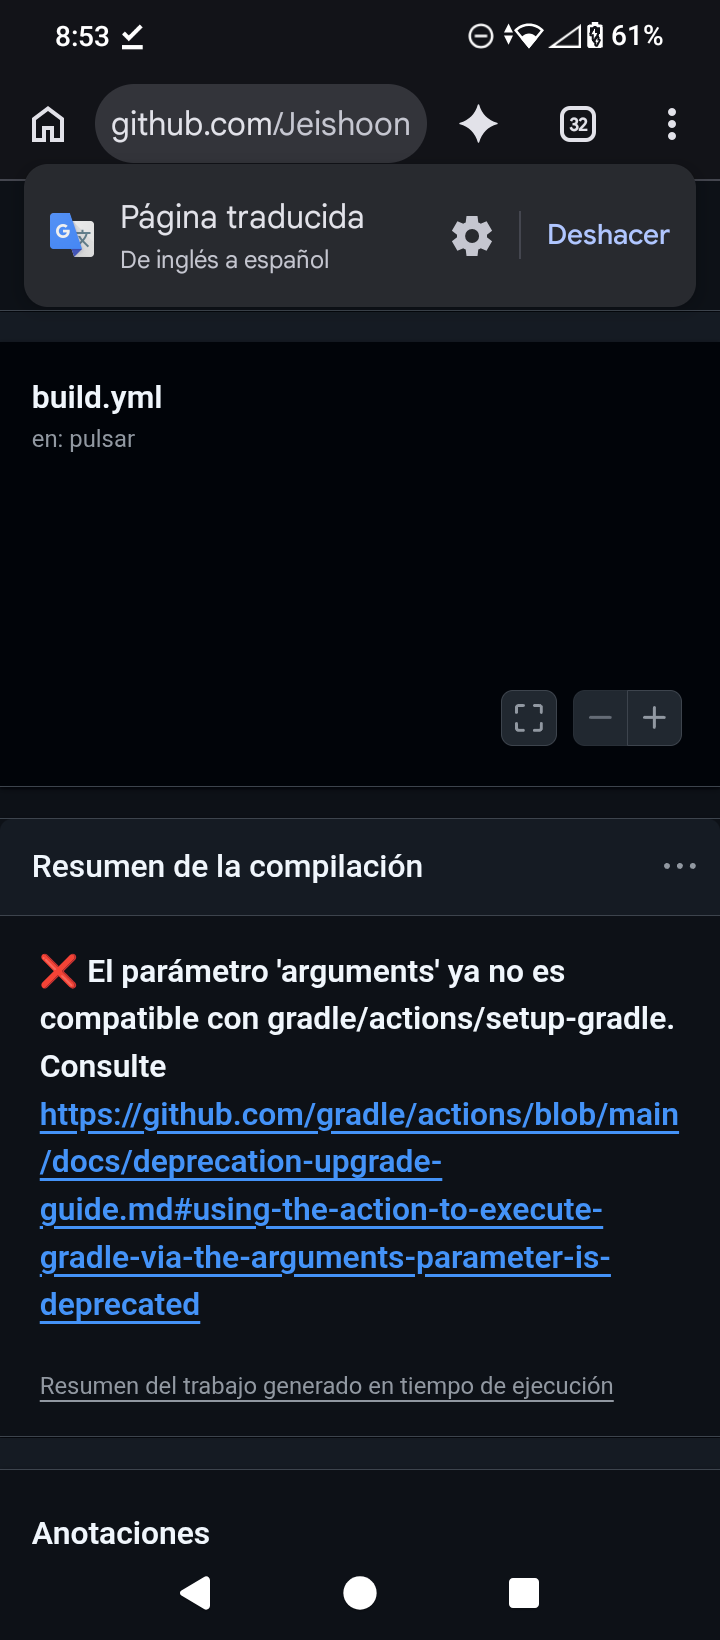 8:53
61%
github.com/Jeishoon
32
Página traducida
De inglés a español
Deshacer
build.yml
en: pulsar
Resumen de la compilación
❌ El parámetro 'arguments' ya no es
compatible con gradle/actions/setup-gradle.
Consulte
https://github.com/gradle/actions/blob/main
/docs/deprecation-upgrade-
guide.md#using-the-action-to-execute-
gradle-via-the-arguments-parameter-is-
deprecated
Resumen del trabajo generado en tiempo de ejecución
Anotaciones